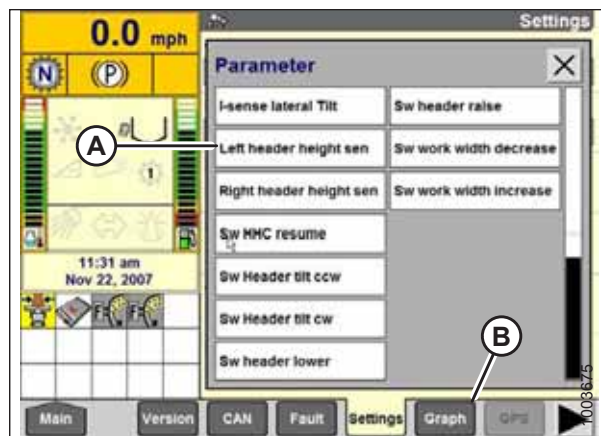 0.0 mph
Settings
N
(P)
Parameter
X
I-sense lateral Tilt
Sw header raise
Left header height sen
Sw work width decrease
Right header height sen
Sw work width increase
Sw HHC resume
Sw Header tilt ccw
Sw Header tilt cw
Sw header lower
D
1
A
B
11:31 am
Nov 22, 2007
F
F
Main
Version
CAN
Fault
Settings
Graph
GPS
1003675